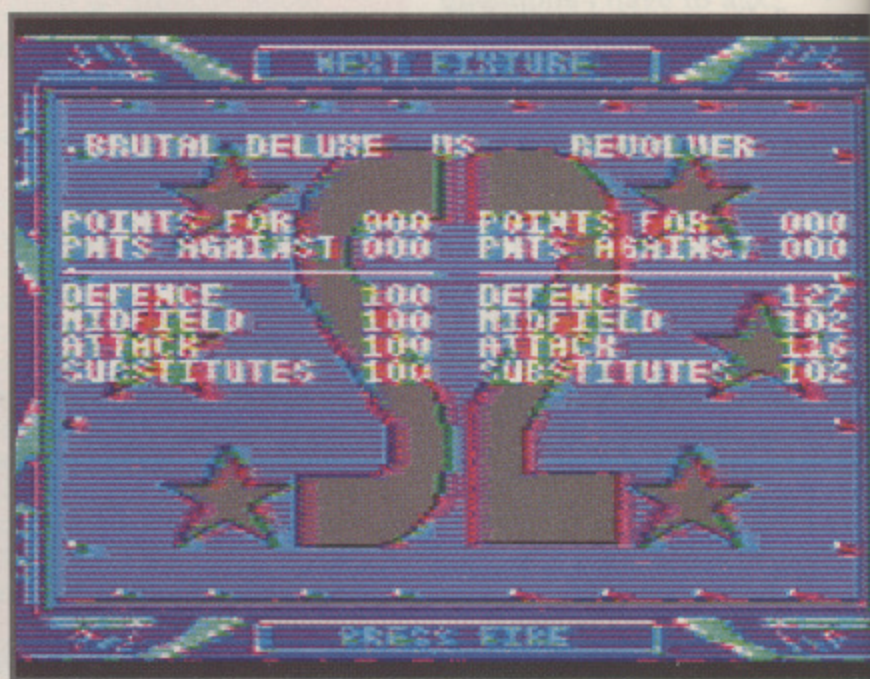 NEXT FIXTURE
BRUTAL DELUXE VS REVOLVER
POINTS FOR 000 POINTS FOR 000
PNTS AGAINST 000 PNTS AGAINST 000
DEFENCE 100 DEFENCE 127
MIDFIELD 100 MIDFIELD 102
ATTACK 100 ATTACK 116
SUBSTITUTES 100 SUBSTITUTES 102
PRESS FIRE